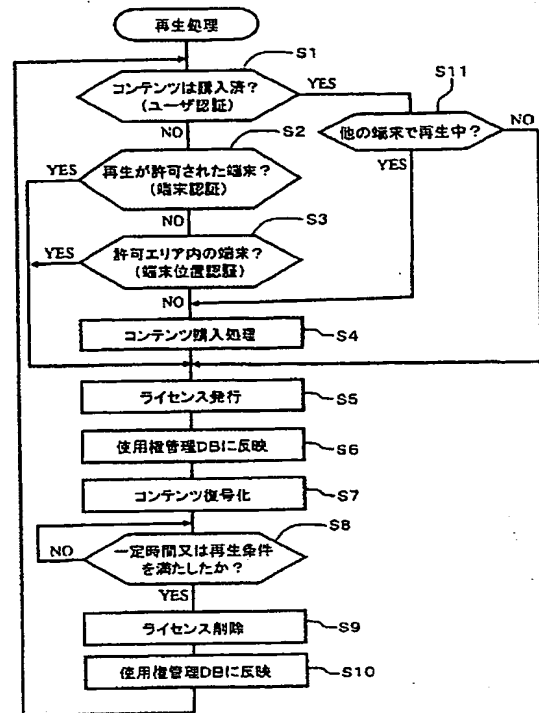 再生処理
S1
コンテンツは購入済?
(ユーザ認証)
YES
S11
NO
S2
他の端末で再生中?
NO
YES
再生が許可された端末?
(端末認証)
YES
NO
S3
YES
許可エリア内の端末?
(端末位置認証)
NO
コンテンツ購入処理
S4
ライセンス発行
S5
使用権管理DBに反映
S6
コンテンツ復号化
S7
S8
NO
一定時間又は再生条件
を満たしたか?
YES
ライセンス削除
S9
使用権管理DBに反映
S10